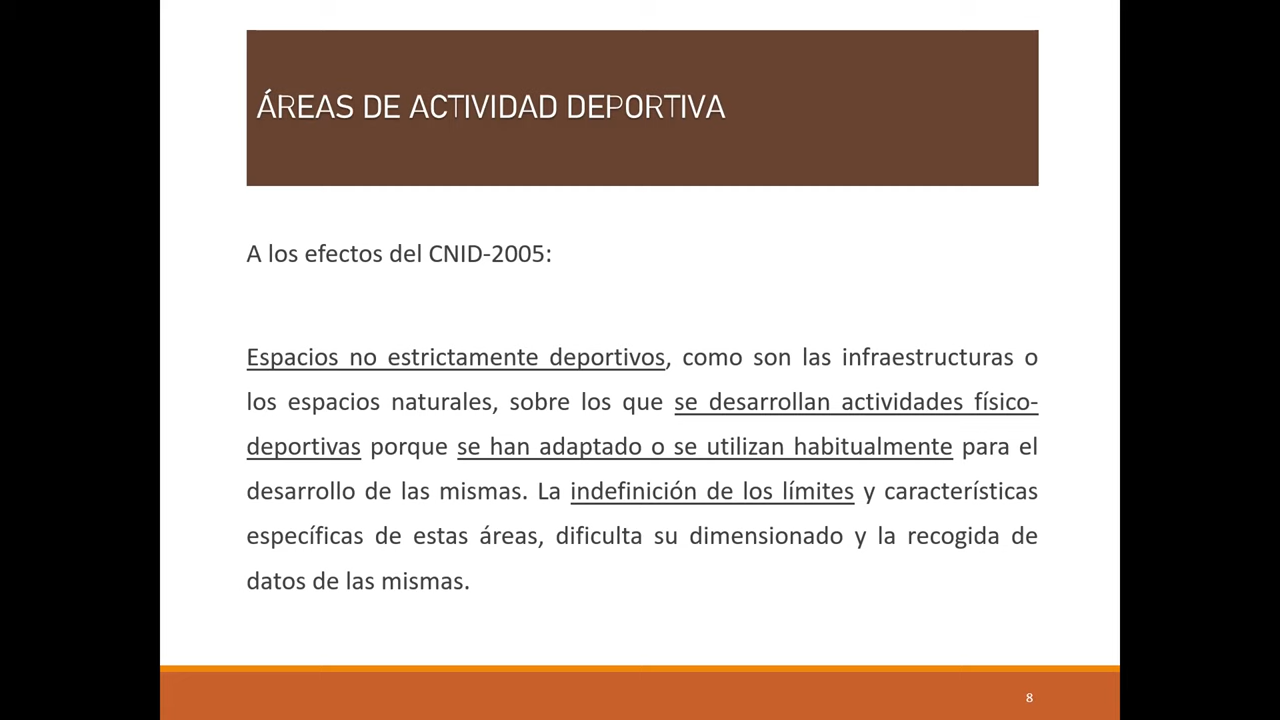 ÁREAS DE ACTIVIDAD DEPORTIVA
A los efectos del CNID-2005:
Espacios no estrictamente deportivos, como son las infraestructuras o
los espacios naturales, sobre los que se desarrollan actividades físico-
deportivas porque se han adaptado o se utilizan habitualmente para el
desarrollo de las mismas. La indefinición de los límites y características
específicas de estas áreas, dificulta su dimensionado y la recogida de
datos de las mismas.
8